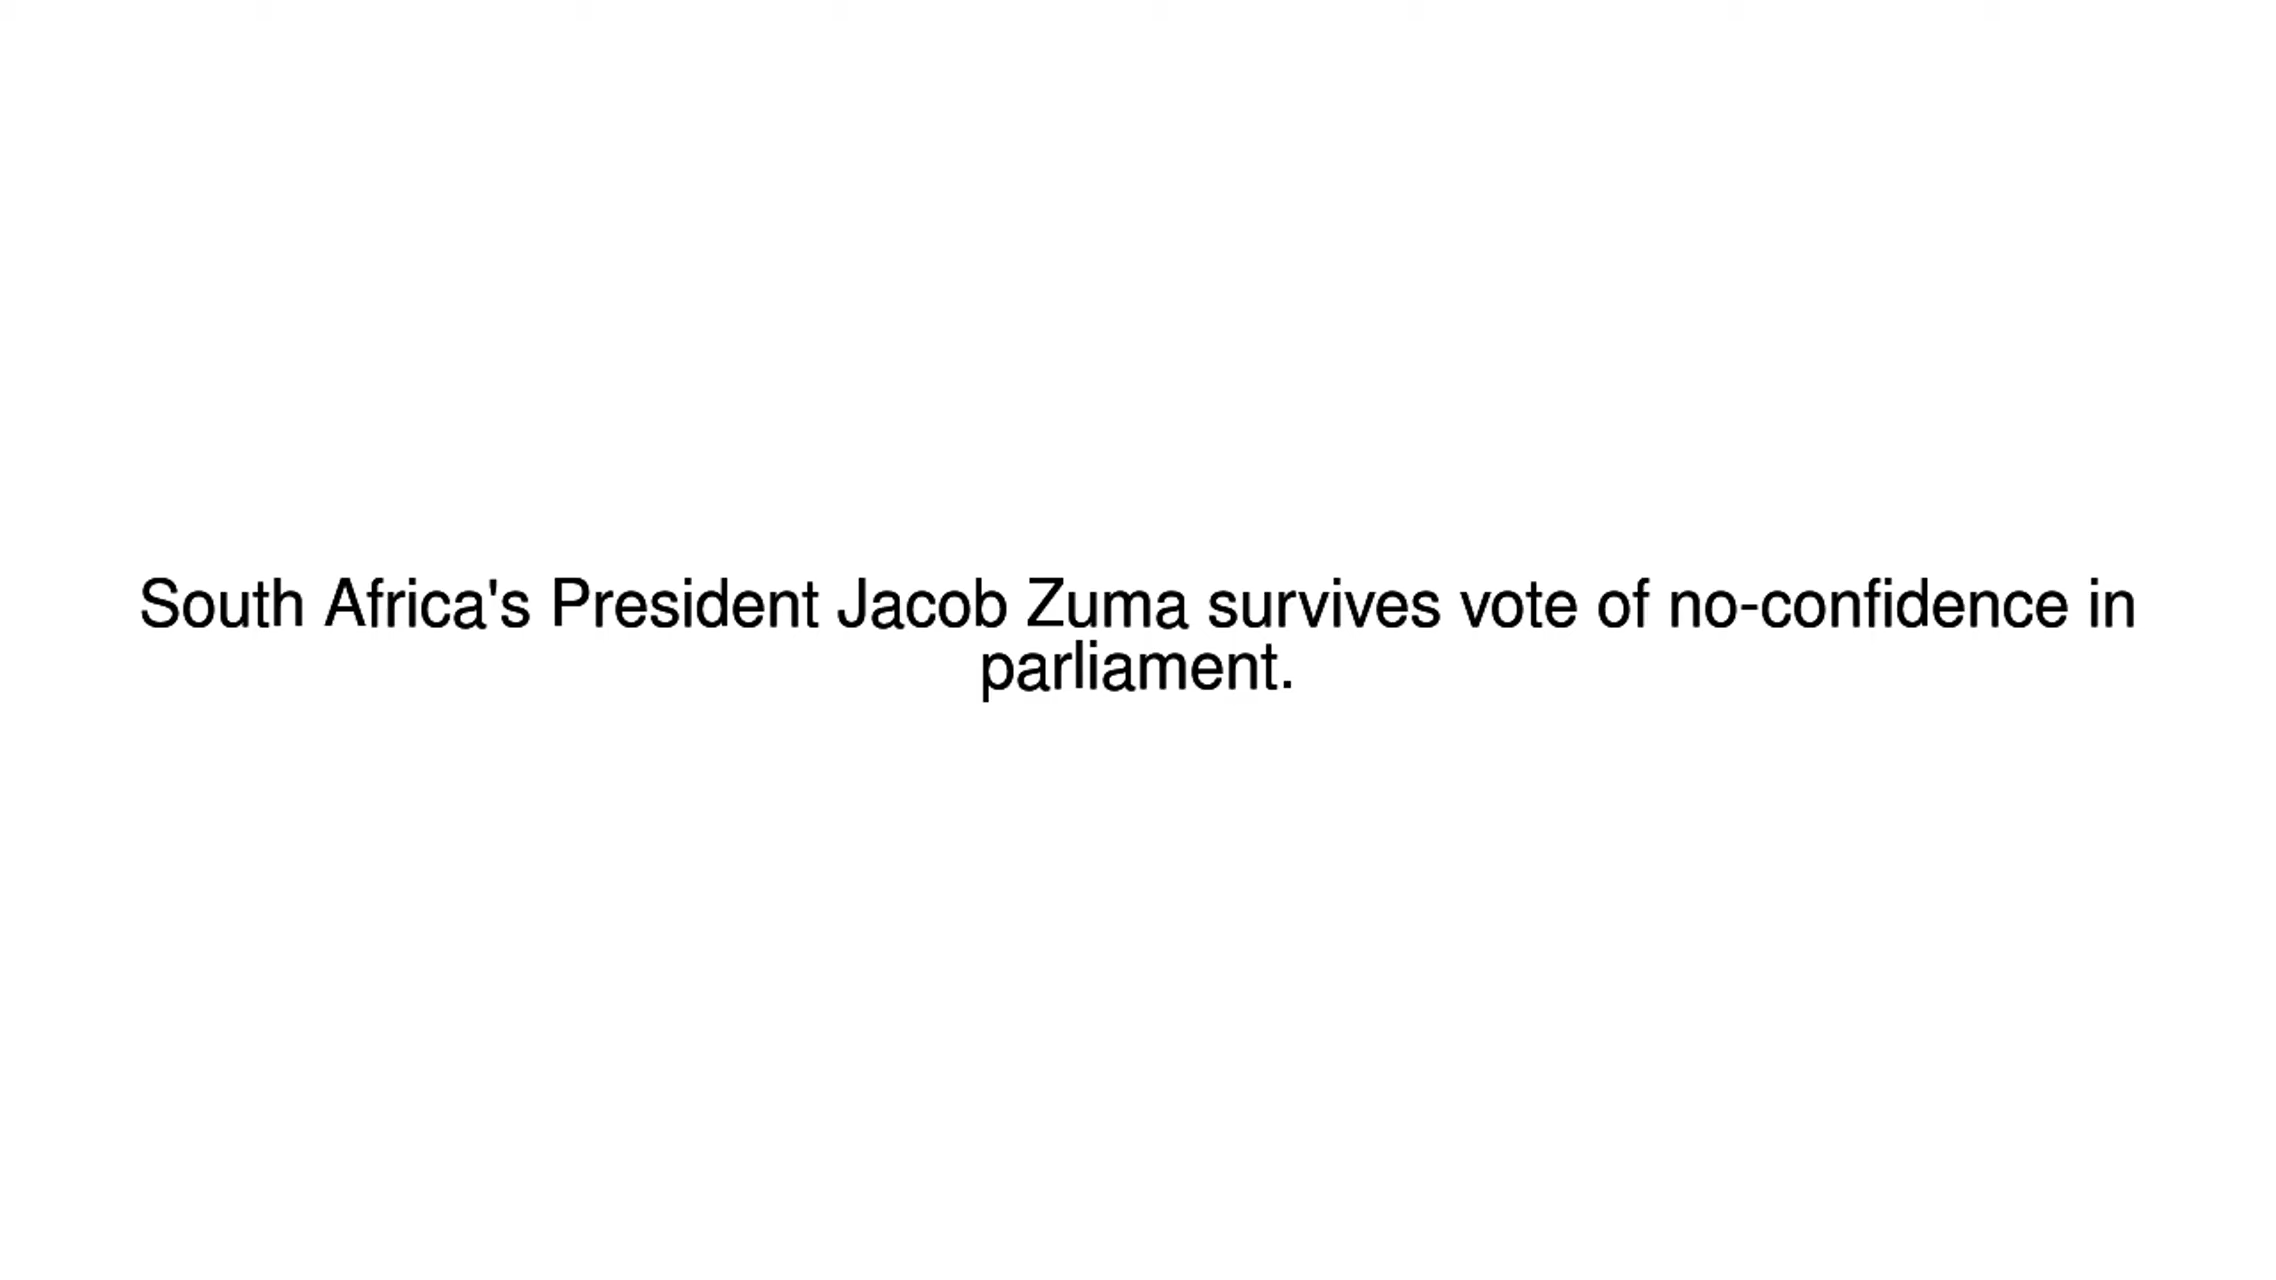 South Africa's President Jacob Zuma survives vote of no-confidence in
parliament.